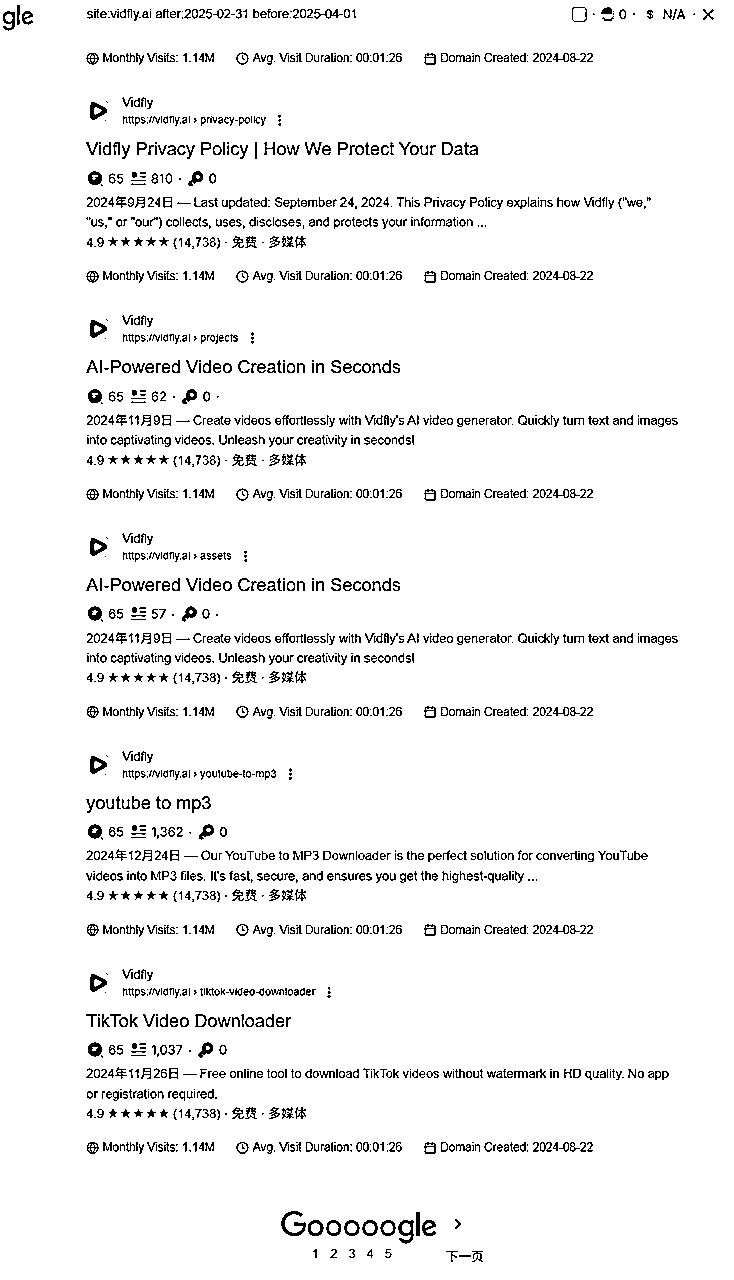 gle
site:vidfly.ai after:2025-02-31 before:2025-04-01
· 0 · $ N/A ·
Monthly Visits: 1.14M Avg. Visit Duration: 00:01:26 Domain Created: 2024-08-22
Vidfly
https://vidfly.ai › privacy-policy
Vidfly Privacy Policy | How We Protect Your Data
65 810 · 0
2024年9月24日 — Last updated: September 24, 2024. This Privacy Policy explains how Vidfly ("we,"
"us," or "our") collects, uses, discloses, and protects your information ...
4.9 ★★★★★ (14,738) · 免费 · 多媒体
Monthly Visits: 1.14M Avg. Visit Duration: 00:01:26 Domain Created: 2024-08-22
Vidfly
https://vidfly.ai › projects
AI-Powered Video Creation in Seconds
65 62 · 0 ·
2024年11月9日 — Create videos effortlessly with Vidfly's AI video generator. Quickly turn text and images
into captivating videos. Unleash your creativity in seconds!
4.9 ★★★★★ (14,738) · 免费 · 多媒体
Monthly Visits: 1.14M Avg. Visit Duration: 00:01:26 Domain Created: 2024-08-22
Vidfly
https://vidfly.ai › assets
AI-Powered Video Creation in Seconds
65 57 · 0 ·
2024年11月9日 — Create videos effortlessly with Vidfly's AI video generator. Quickly turn text and images
into captivating videos. Unleash your creativity in seconds!
4.9 ★★★★★ (14,738) · 免费 · 多媒体
Monthly Visits: 1.14M Avg. Visit Duration: 00:01:26 Domain Created: 2024-08-22
Vidfly
https://vidfly.ai › youtube-to-mp3
youtube to mp3
65 1,362 · 0
2024年12月24日 — Our YouTube to MP3 Downloader is the perfect solution for converting YouTube
videos into MP3 files. It's fast, secure, and ensures you get the highest-quality ...
4.9 ★★★★★ (14,738) · 免费 · 多媒体
Monthly Visits: 1.14M Avg. Visit Duration: 00:01:26 Domain Created: 2024-08-22
Vidfly
https://vidfly.ai › tiktok-video-downloader
TikTok Video Downloader
65 1,037 · 0
2024年11月26日 — Free online tool to download TikTok videos without watermark in HD quality. No app
or registration required.
4.9 ★★★★★ (14,738) · 免费 · 多媒体
Monthly Visits: 1.14M Avg. Visit Duration: 00:01:26 Domain Created: 2024-08-22
Gooooogle ›
1 2 3 4 5 下一页